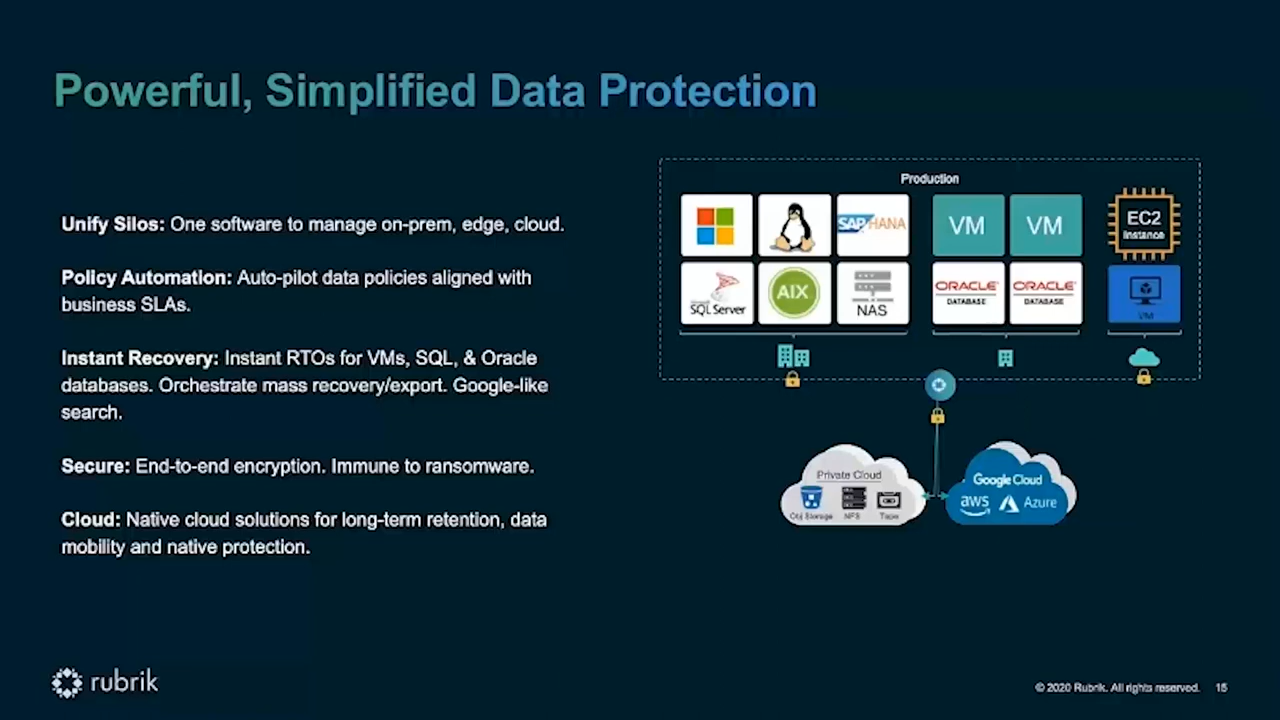 Powerful, Simplified Data Protection
Unify Silos: One software to manage on-prem, edge, cloud.
Policy Automation: Auto-pilot data policies aligned with
business SLAs.
Instant Recovery: Instant RTOs for VMs, SQL, & Oracle
databases. Orchestrate mass recovery/export. Google-like
search.
Secure: End-to-end encryption. Immune to ransomware.
Cloud: Native cloud solutions for long-term retention, data
mobility and native protection.
Production
SAP HANA
VM
VM
EC2
Instance
Microsoft
SQL Server
AIX
NAS
ORACLE
DATABASE
ORACLE
DATABASE
VM
Private Cloud
Obj Storage
NFS
Tape
Google Cloud
aws
Azure
rubrik
© 2020 Rubrik. All rights reserved. 15